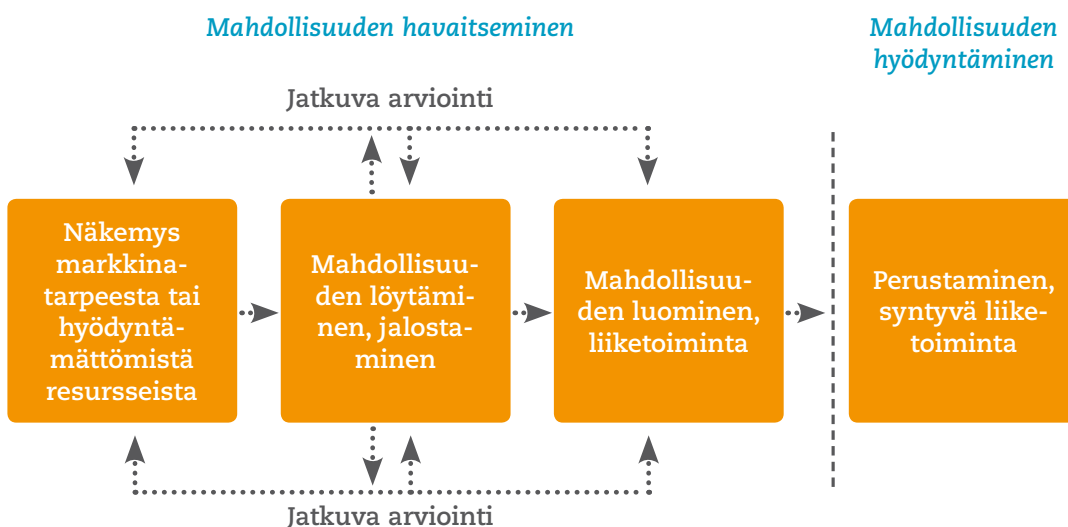 Mahdollisuuden havaitseminen
Mahdollisuuden
hyödyntäminen
Jatkuva arviointi
Näkemys
markkina-
tarpeesta tai
hyödyntä-
mättömistä
resursseista
Mahdollisuu-
den löytämi-
nen, jalosta-
minen
Mahdollisuu-
den luominen,
liiketoiminta
Perustaminen,
syntyvä liike-
toiminta
Jatkuva arviointi